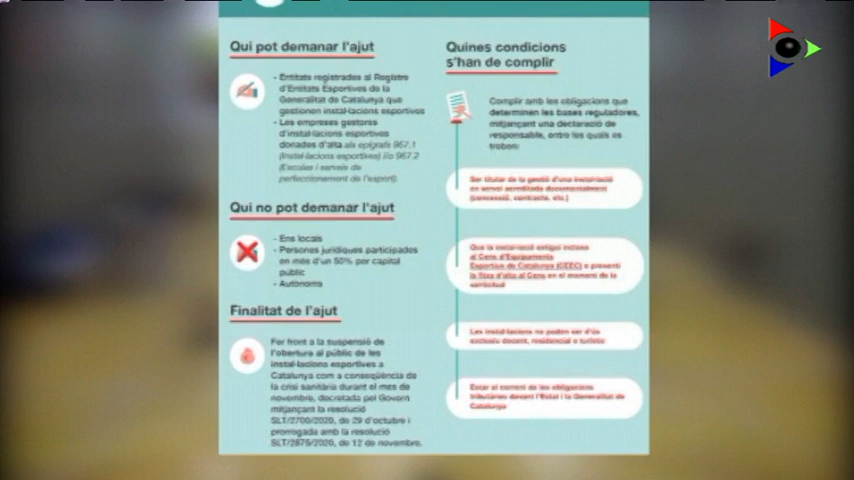 Qui pot demanar l'ajut
- Entitats registrades al Registre
d'Entitats Esportives de la
Generalitat de Catalunya que
gestionen instal·lacions esportives
- Les empreses gestores
d'instal·lacions esportives
donades d'alta als epígrafs 967.1
(Instal·lacions esportives) i/o 967.2
(Escoles i serveis de
perfeccionament de l'esport).
Qui no pot demanar l'ajut
- Ens locals
- Persones jurídiques participades
en més d'un 50% per capital
públic
- Autònoms
Finalitat de l'ajut
Fer front a la suspensió de
l'obertura al públic de les
instal·lacions esportives a
Catalunya com a conseqüència de
la crisi sanitària durant el mes de
novembre, decretada pel Govern
mitjançant la resolució
SLT/2700/2020, de 29 d'octubre i
prorrogada amb la resolució
SLT/2875/2020, de 12 de novembre.
Quines condicions
s'han de complir
Complir amb les obligacions que
determinen les bases reguladores,
mitjançant una declaració de
responsable, entre les quals es
troben:
Ser titular de la gestió d'una instal·lació
en servei acreditada documentalment
(concessió, contracte, etc.)
Que la instal·lació estigui inclosa
al Cens d'Equipaments
Esportius de Catalunya (CEEC) o presenti
la fitxa d'alta al Cens en el moment de la
sol·licitud
Les instal·lacions no poden ser d'ús
exclusiu docent, residencial o turístic
Estar al corrent de les obligacions
tributàries davant l'Estat i la Generalitat de
Catalunya